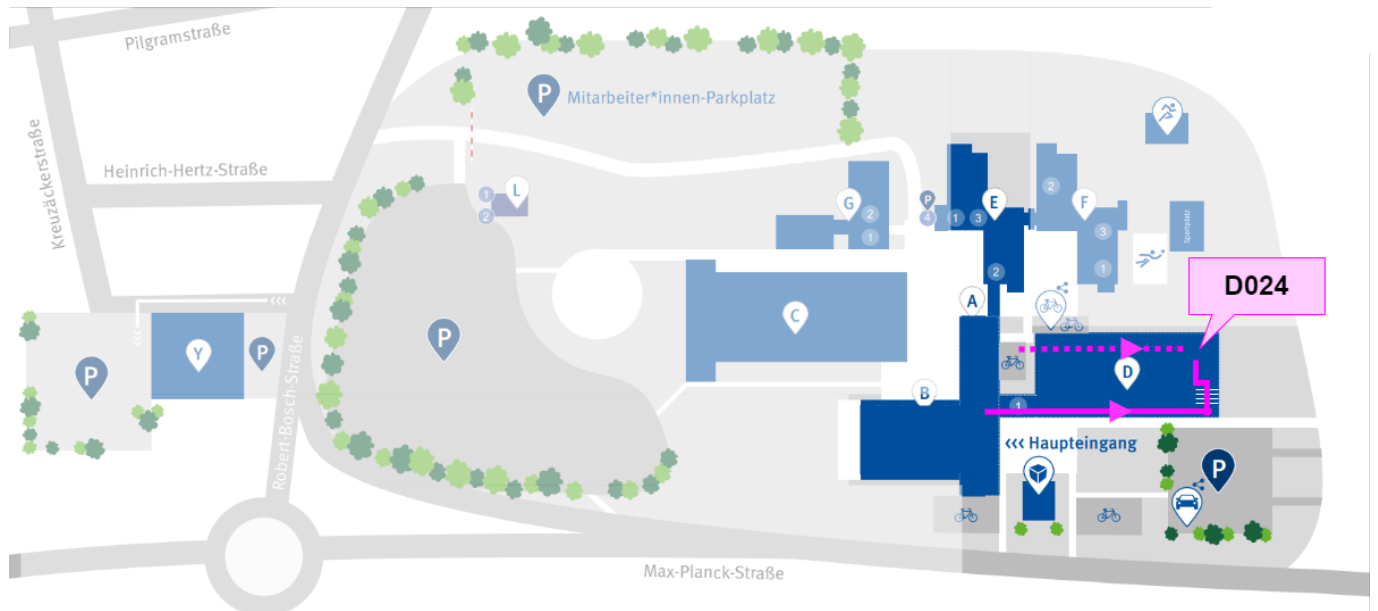 Pilgramstraße
P
Mitarbeiter*innen-Parkplatz
Kreuzäckerstraße
Heinrich-Hertz-Straße
1
L
2
G
2
1
P
4
1
3
E
2
F
3
1
2
Sportplatz
D024
A
C
P
Y
P
P
Robert-Bosch-Straße
B
D
1
‹‹‹ Haupteingang
P
‹‹‹
‹‹‹
Max-Planck-Straße